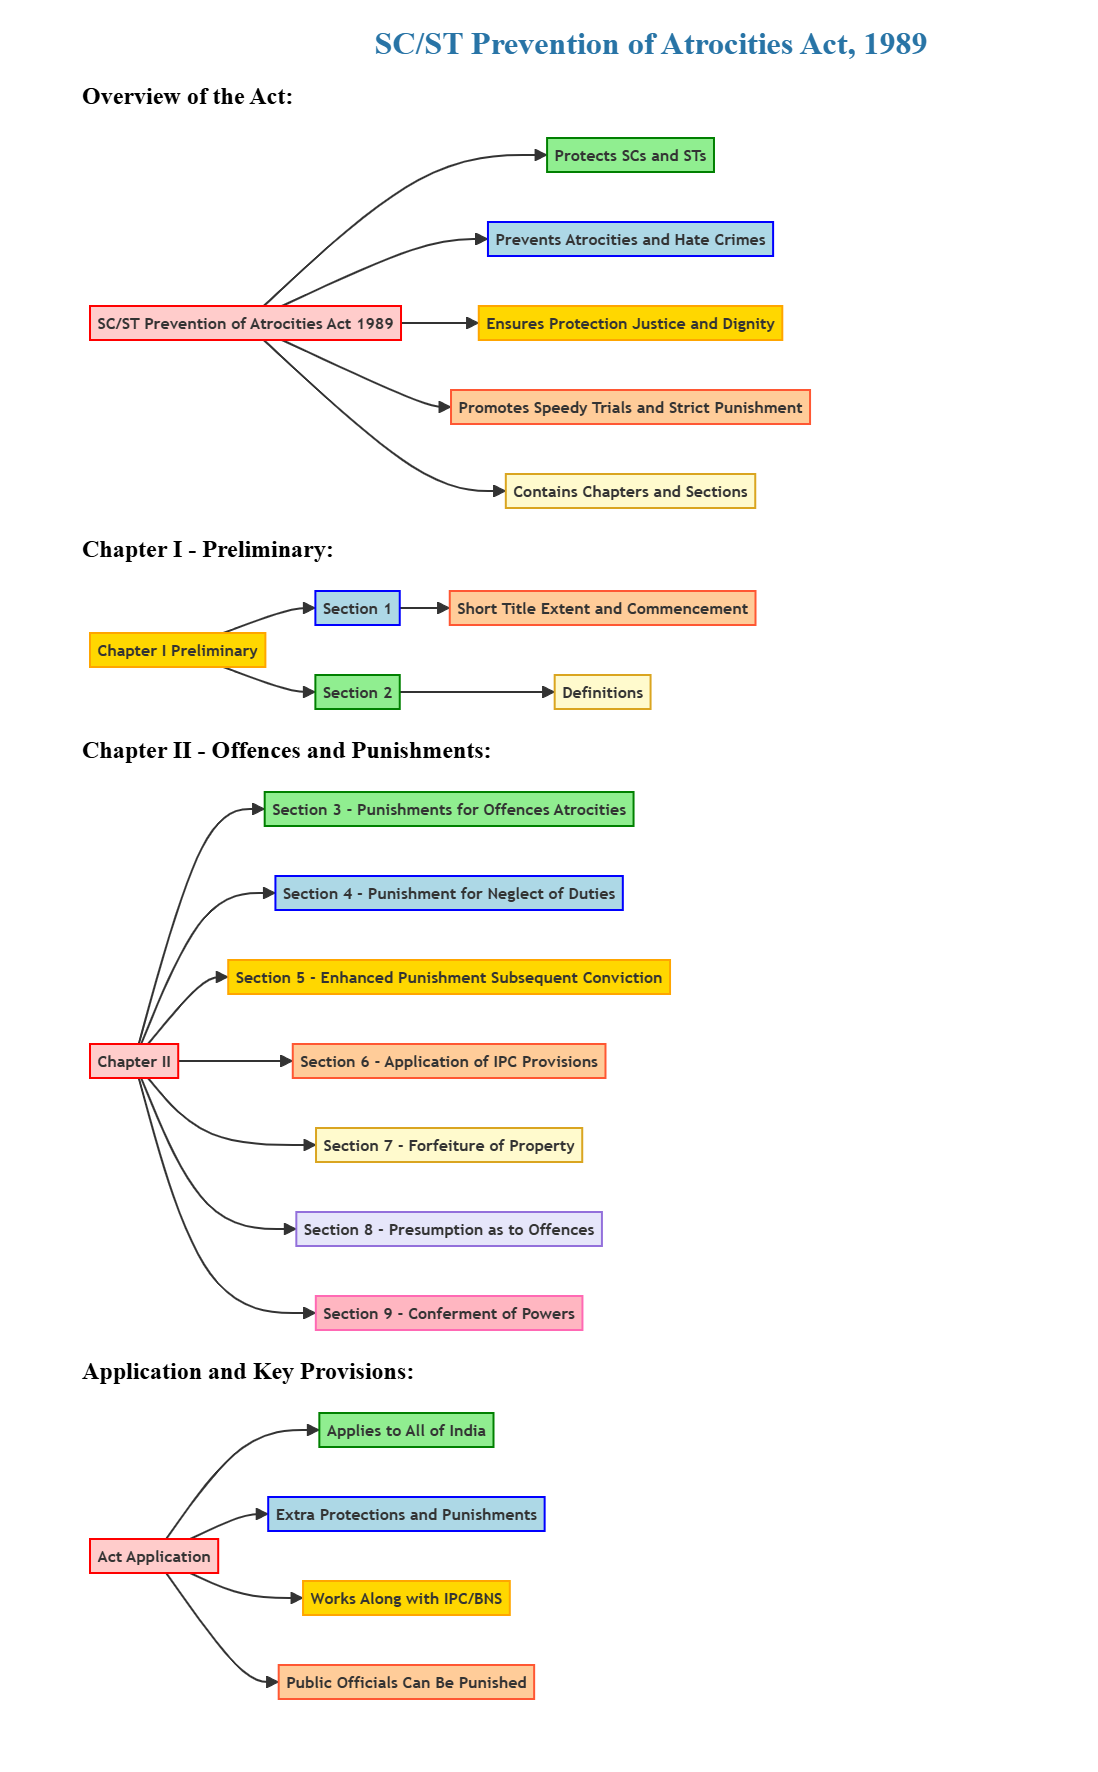 SC/ST Prevention of Atrocities Act, 1989
Overview of the Act:
Protects SCs and STs
Prevents Atrocities and Hate Crimes
SC/ST Prevention of Atrocities Act 1989
Ensures Protection Justice and Dignity
Promotes Speedy Trials and Strict Punishment
Contains Chapters and Sections
Chapter I - Preliminary:
Section 1
Short Title Extent and Commencement
Chapter I Preliminary
Section 2
Definitions
Chapter II - Offences and Punishments:
Section 3 - Punishments for Offences Atrocities
Section 4 - Punishment for Neglect of Duties
Section 5 - Enhanced Punishment Subsequent Conviction
Chapter II
Section 6 - Application of IPC Provisions
Section 7 - Forfeiture of Property
Section 8 - Presumption as to Offences
Section 9 - Conferment of Powers
Application and Key Provisions:
Applies to All of India
Extra Protections and Punishments
Act Application
Works Along with IPC/BNS
Public Officials Can Be Punished